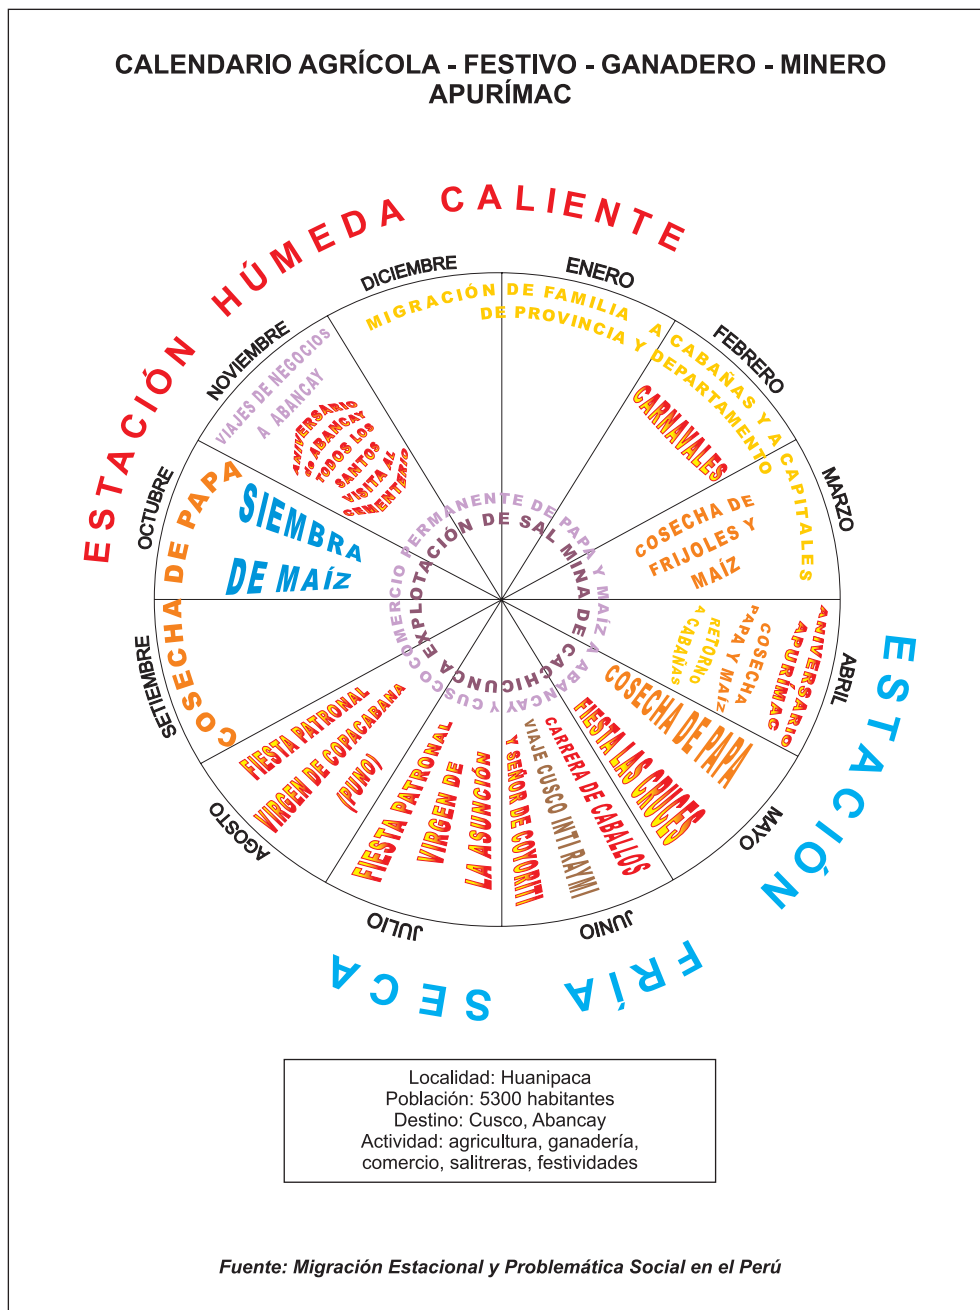 CALENDARIO AGRÍCOLA - FESTIVO - GANADERO - MINERO
APURÍMAC
ESTACIÓN HÚMEDA CALIENTE
ESTACIÓN FRÍA SECA
ENERO
FEBRERO
MARZO
ABRIL
MAYO
JUNIO
JULIO
AGOSTO
SETIEMBRE
OCTUBRE
NOVIEMBRE
DICIEMBRE
MIGRACIÓN DE FAMILIA A CABAÑAS Y A CAPITALES
DE PROVINCIA Y DEPARTAMENTO
CARNAVALES
COSECHA DE
FRIJOLES Y
MAÍZ
ANIVERSARIO
APURÍMAC
COSECHA
PAPA Y MAÍZ
RETORNO
A CABAÑAS
COSECHA DE PAPA
FIESTA LAS CRUCES
CARRERA DE CABALLOS
VIAJE CUSCO INTI RAYMI
Y SEÑOR DE COYORITI
FIESTA PATRONAL
VIRGEN DE
LA ASUNCIÓN
FIESTA PATRONAL
VIRGEN DE COPACABANA
(PUNO)
COSECHA DE PAPA
SIEMBRA
DE MAÍZ
VIAJES DE NEGOCIOS
A ABANCAY
ANIVERSARIO
de ABANCAY
TODOS LOS
SANTOS
VISITA AL
CEMENTERIO
COMERCIO PERMANENTE DE PAPA Y MAÍZ A ABANCAY Y CUSCO
EXPLOTACIÓN DE SAL MINA DE CACHICUNCA
Localidad: Huanipaca
Población: 5300 habitantes
Destino: Cusco, Abancay
Actividad: agricultura, ganadería,
comercio, salitreras, festividades
Fuente: Migración Estacional y Problemática Social en el Perú